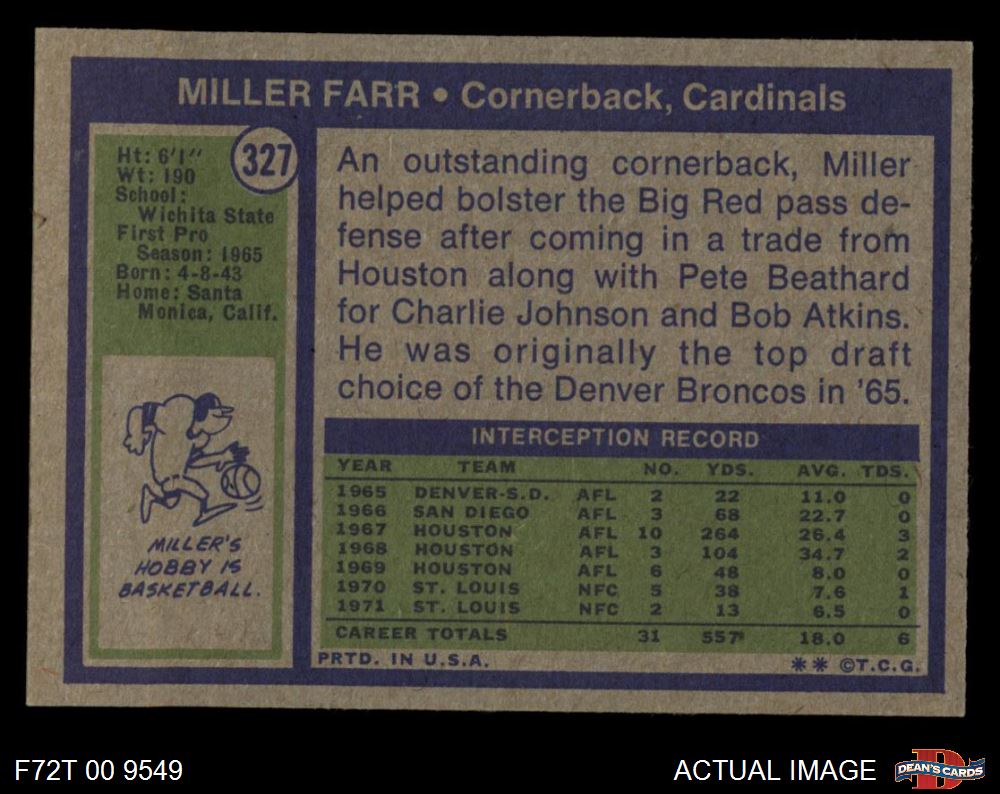 MILLER FARR • Cornerback, Cardinals
327
Ht: 6'1"
Wt: 190
School:
Wichita State
First Pro
Season: 1965
Born: 4-8-43
Home: Santa
Monica, Calif.
MILLER'S
HOBBY IS
BASKETBALL.
An outstanding cornerback, Miller
helped bolster the Big Red pass de-
fense after coming in a trade from
Houston along with Pete Beathard
for Charlie Johnson and Bob Atkins.
He was originally the top draft
choice of the Denver Broncos in '65.
INTERCEPTION RECORD
YEAR TEAM NO. YDS. AVG. TDS.
1965 DENVER-S.D. AFL 2 22 11.0 0
1966 SAN DIEGO AFL 3 68 22.7 0
1967 HOUSTON AFL 10 264 26.4 3
1968 HOUSTON AFL 3 104 34.7 2
1969 HOUSTON AFL 6 48 8.0 0
1970 ST. LOUIS NFC 5 38 7.6 1
1971 ST. LOUIS NFC 2 13 6.5 0
CAREER TOTALS 31 557 18.0 6
PRTD. IN U.S.A. ** ©T.C.G.
F72T 00 9549 ACTUAL IMAGE DEAN'S CARDS